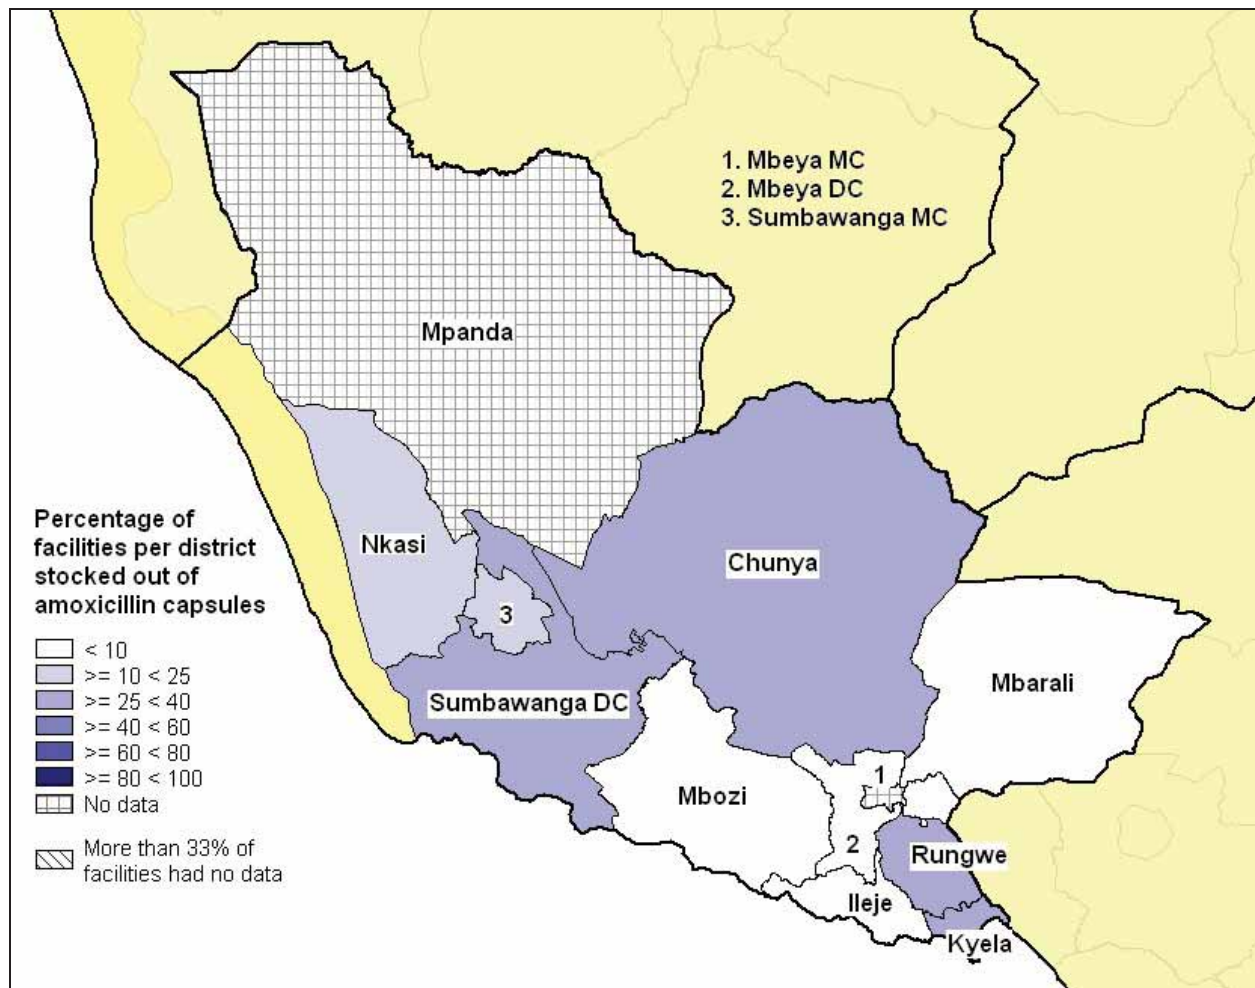 1. Mbeya MC
2. Mbeya DC
3. Sumbawanga MC
Mpanda
Nkasi
3
Chunya
Sumbawanga DC
Mbarali
Mbozi
1
2
Rungwe
Ileje
Kyela
Percentage of
facilities per district
stocked out of
amoxicillin capsules
< 10
>= 10 < 25
>= 25 < 40
>= 40 < 60
>= 60 < 80
>= 80 < 100
No data
More than 33% of
facilities had no data